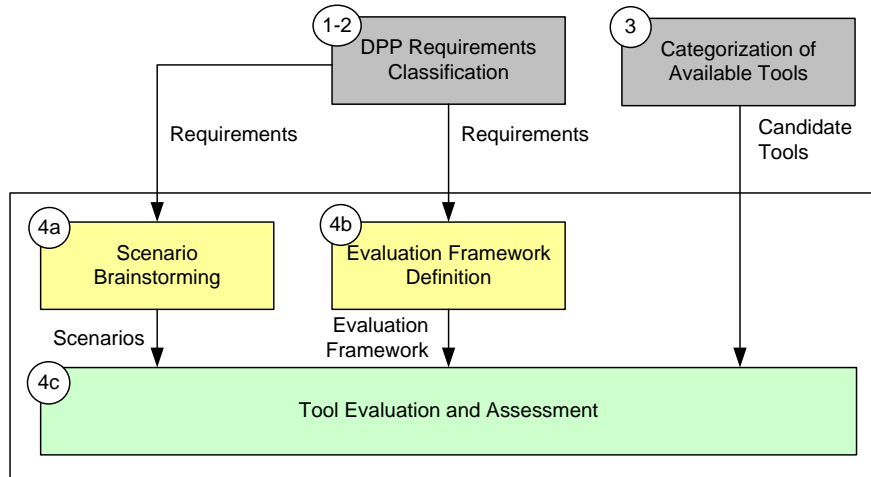 1-2
DPP Requirements
Classification
3
Categorization of
Available Tools
Requirements
Requirements
Candidate
Tools
4a
Scenario
Brainstorming
4b
Evaluation Framework
Definition
Scenarios
Evaluation
Framework
4c
Tool Evaluation and Assessment